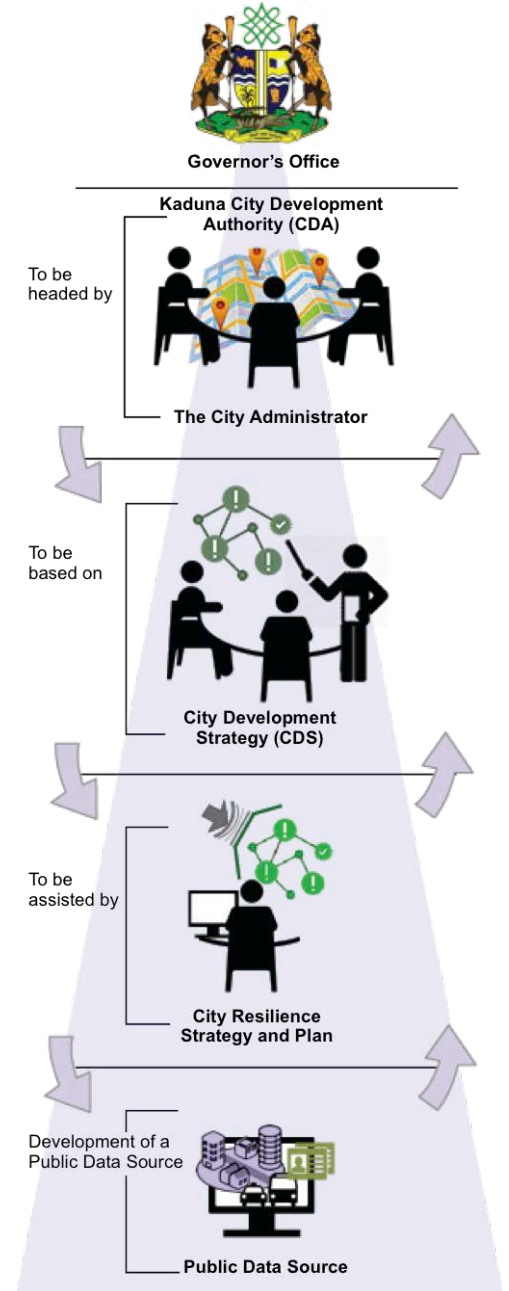 Governor's Office
Kaduna City Development
Authority (CDA)
To be
headed by
The City Administrator
To be
based on
City Development
Strategy (CDS)
To be
assisted by
City Resilience
Strategy and Plan
Development of a
Public Data Source
Public Data Source